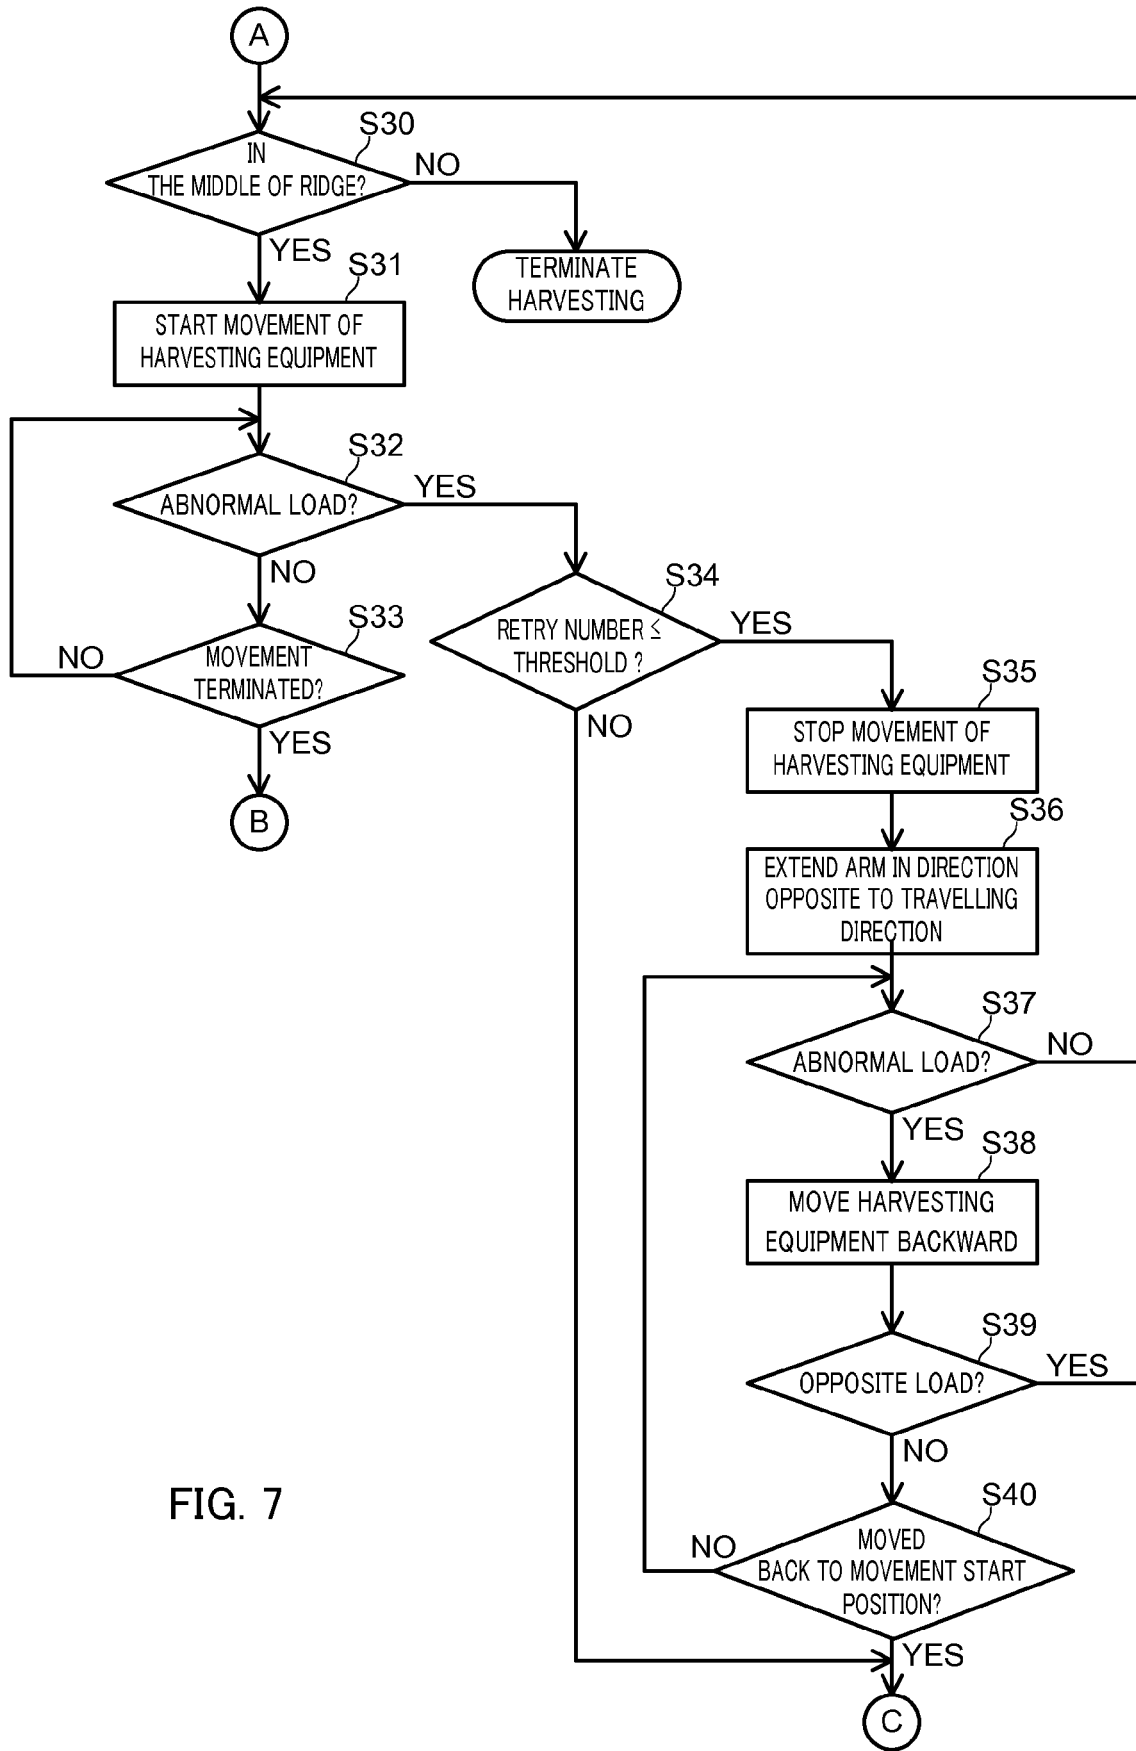 A
S30
IN
THE MIDDLE OF RIDGE?
NO
YES
TERMINATE
HARVESTING
S31
START MOVEMENT OF
HARVESTING EQUIPMENT
S32
ABNORMAL LOAD?
YES
NO
S33
MOVEMENT
TERMINATED?
NO
YES
B
S34
RETRY NUMBER ≦
THRESHOLD ?
YES
NO
S35
STOP MOVEMENT OF
HARVESTING EQUIPMENT
S36
EXTEND ARM IN DIRECTION
OPPOSITE TO TRAVELLING
DIRECTION
S37
ABNORMAL LOAD?
NO
YES
S38
MOVE HARVESTING
EQUIPMENT BACKWARD
S39
OPPOSITE LOAD?
YES
NO
S40
MOVED
BACK TO MOVEMENT START
POSITION?
NO
YES
C
FIG. 7